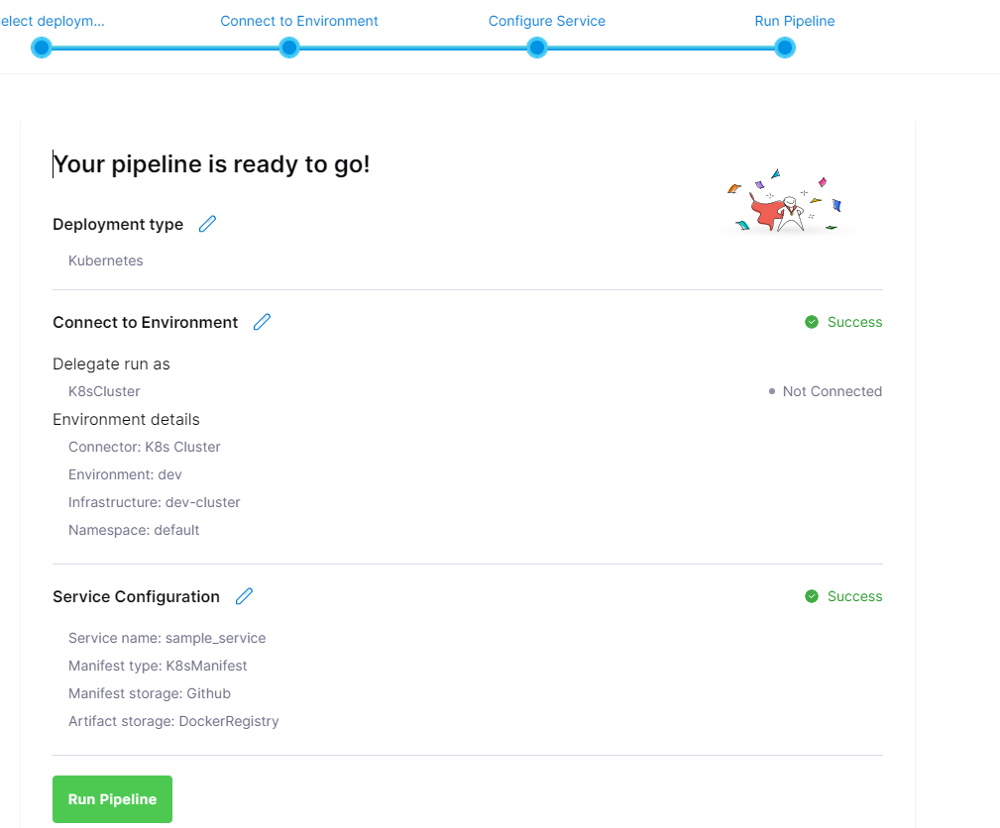 elect deploym...
Connect to Environment
Configure Service
Run Pipeline
Your pipeline is ready to go!
Deployment type
Kubernetes
Connect to Environment
Success
Delegate run as
K8sCluster
Not Connected
Environment details
Connector: K8s Cluster
Environment: dev
Infrastructure: dev-cluster
Namespace: default
Service Configuration
Success
Service name: sample_service
Manifest type: K8sManifest
Manifest storage: Github
Artifact storage: DockerRegistry
Run Pipeline